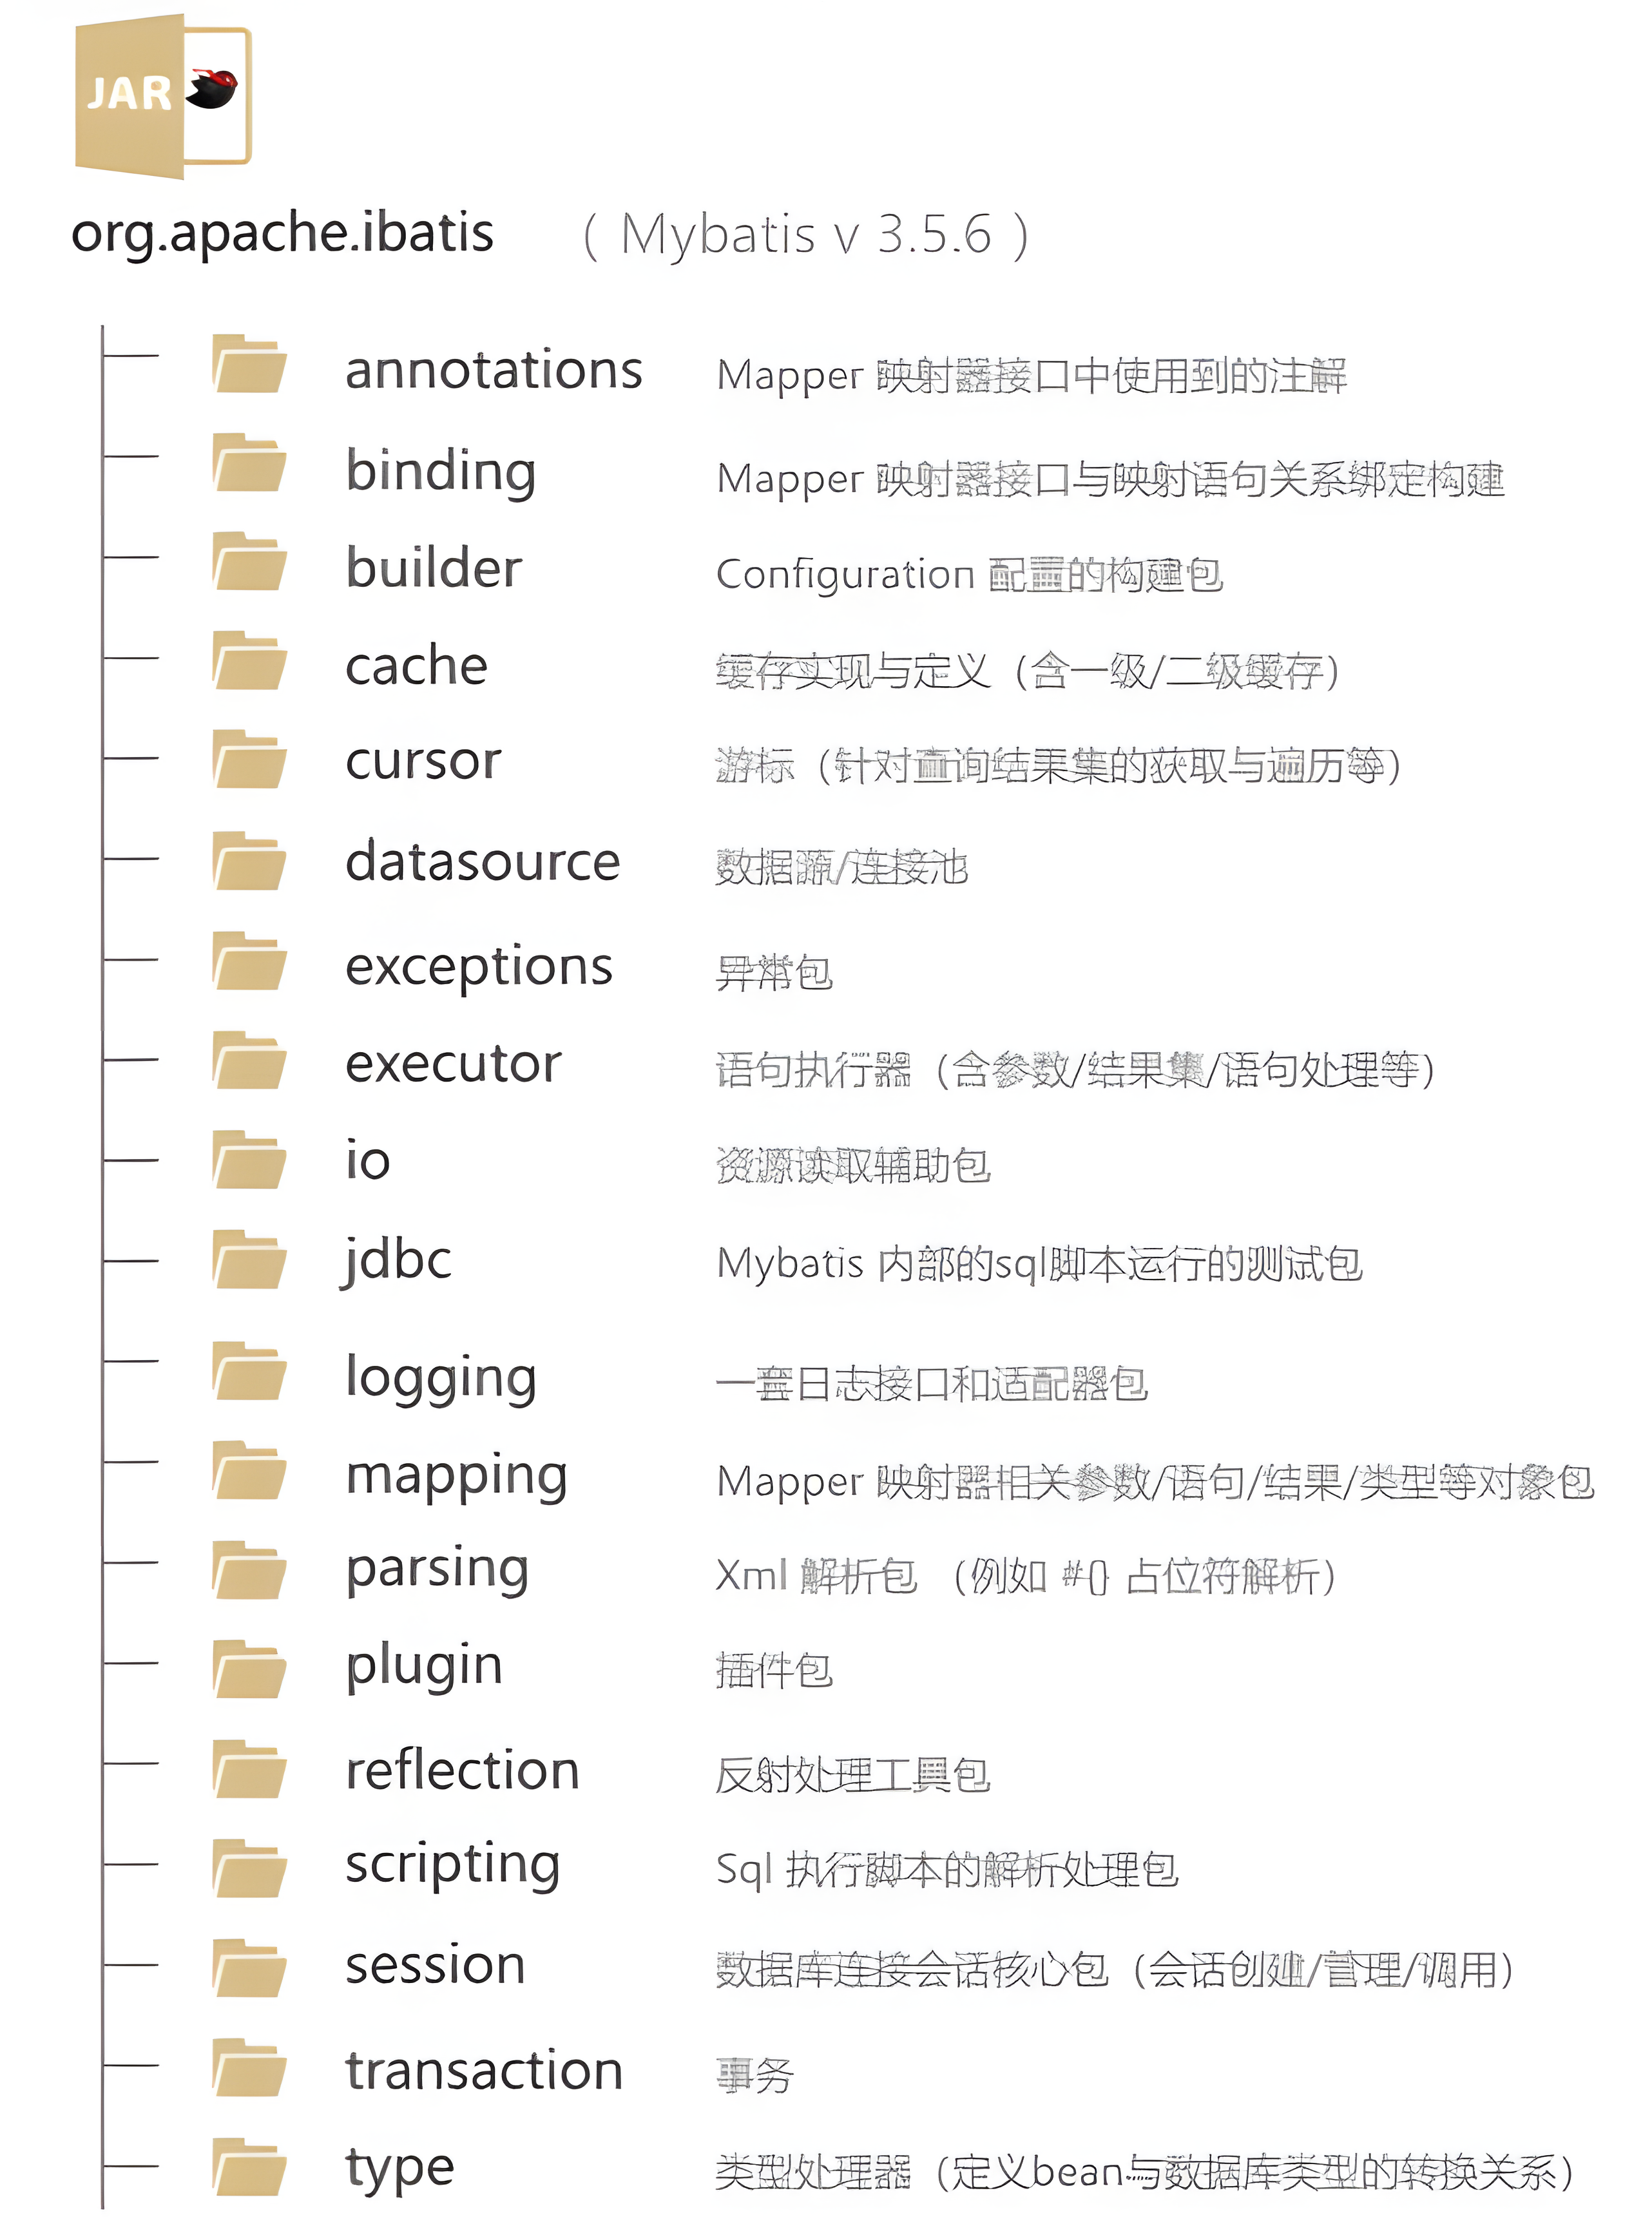 JAR
org.apache.ibatis ( Mybatis v 3.5.6 )
annotations Mapper 映射器接口中使用到的注解
binding Mapper 映射器接口与映射语句关系绑定构建
builder Configuration 配置的构建包
cache 缓存实现与定义（含一级/二级缓存）
cursor 游标（针对查询结果集的获取与遍历等）
datasource 数据源/连接池
exceptions 异常包
executor 语句执行器（含参数/结果集/语句处理等）
io 资源读取辅助包
jdbc Mybatis 内部的sql脚本运行的测试包
logging 一套日志接口和适配器包
mapping Mapper 映射器相关参数/语句/结果/类型等对象包
parsing Xml 解析包 （例如 #{} 占位符解析）
plugin 插件包
reflection 反射处理工具包
scripting Sql 执行脚本的解析处理包
session 数据库连接会话核心包（会话创建/管理/调用）
transaction 事务
type 类型处理器（定义bean与数据库类型的转换关系）